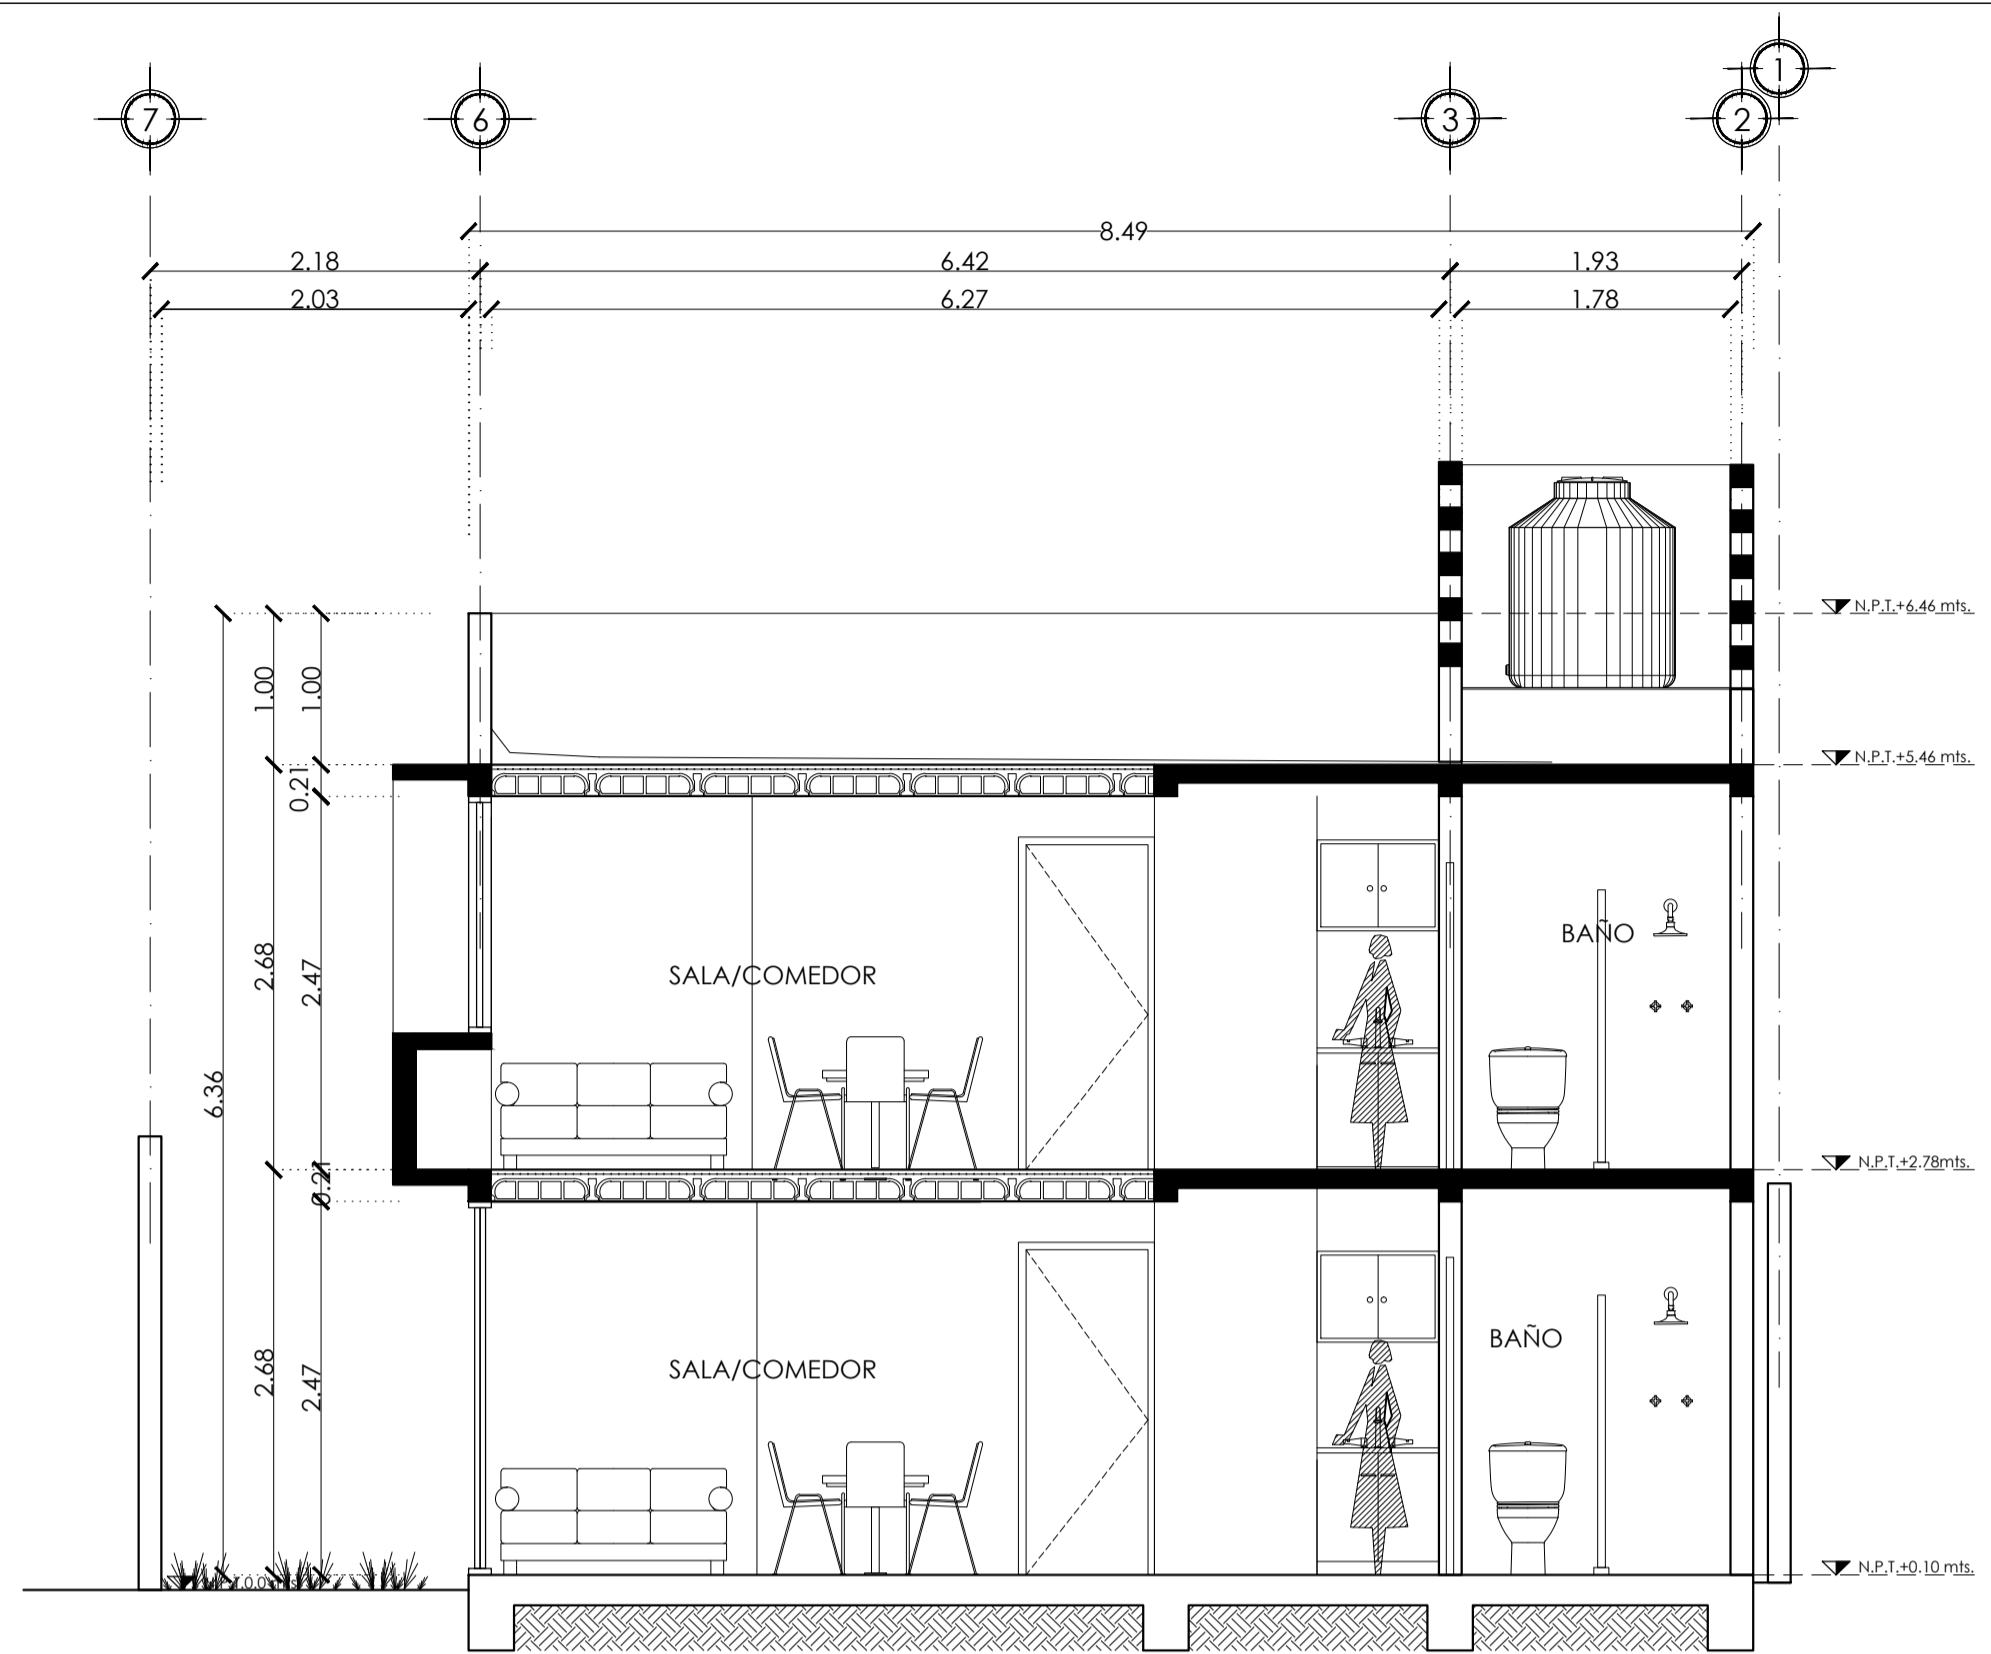 1
7
6
3
2
8.49
2.18
6.42
1.93
2.03
6.27
1.78
N.P.T.+6.46 mts.
1.00
1.00
N.P.T.+5.46 mts.
0.21
BAÑO
2.68
2.47
SALA/COMEDOR
6.36
N.P.T.+2.78mts.
0.21
BAÑO
2.68
2.47
SALA/COMEDOR
N.P.T.+0.10 mts.